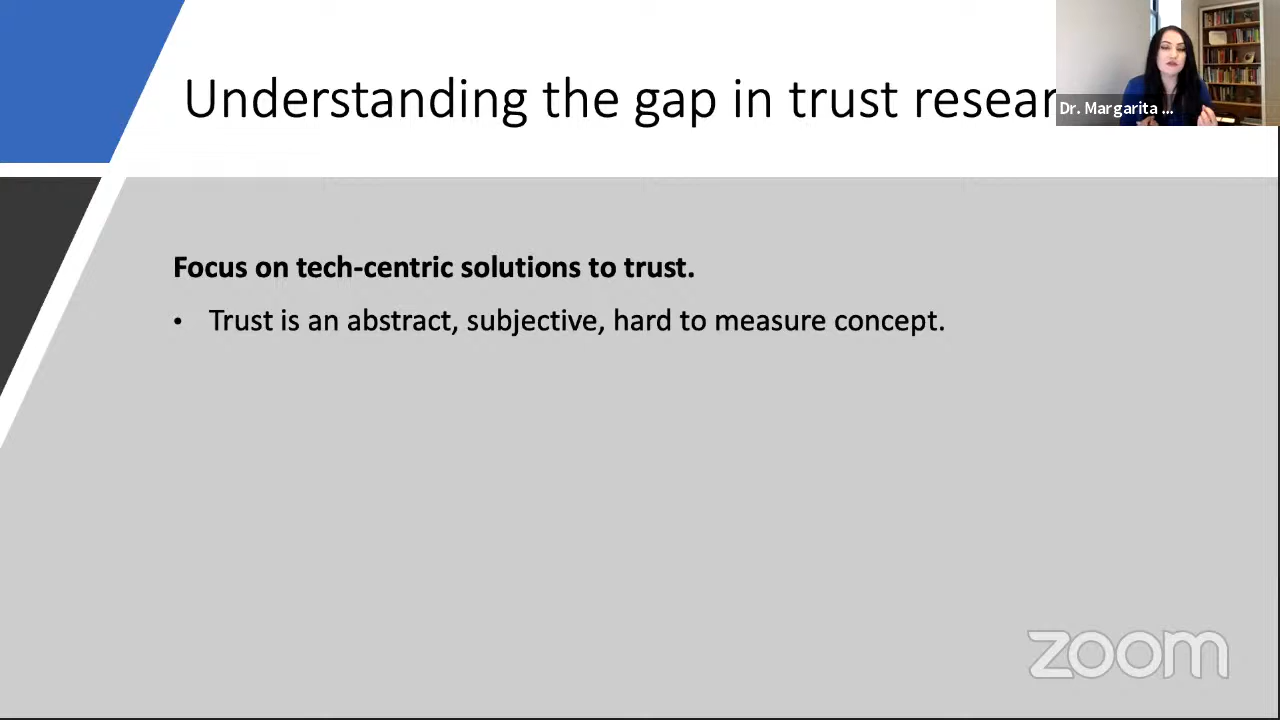 Understanding the gap in trust resear
Dr. Margarita ...
Focus on tech-centric solutions to trust.
• Trust is an abstract, subjective, hard to measure concept.
zoom